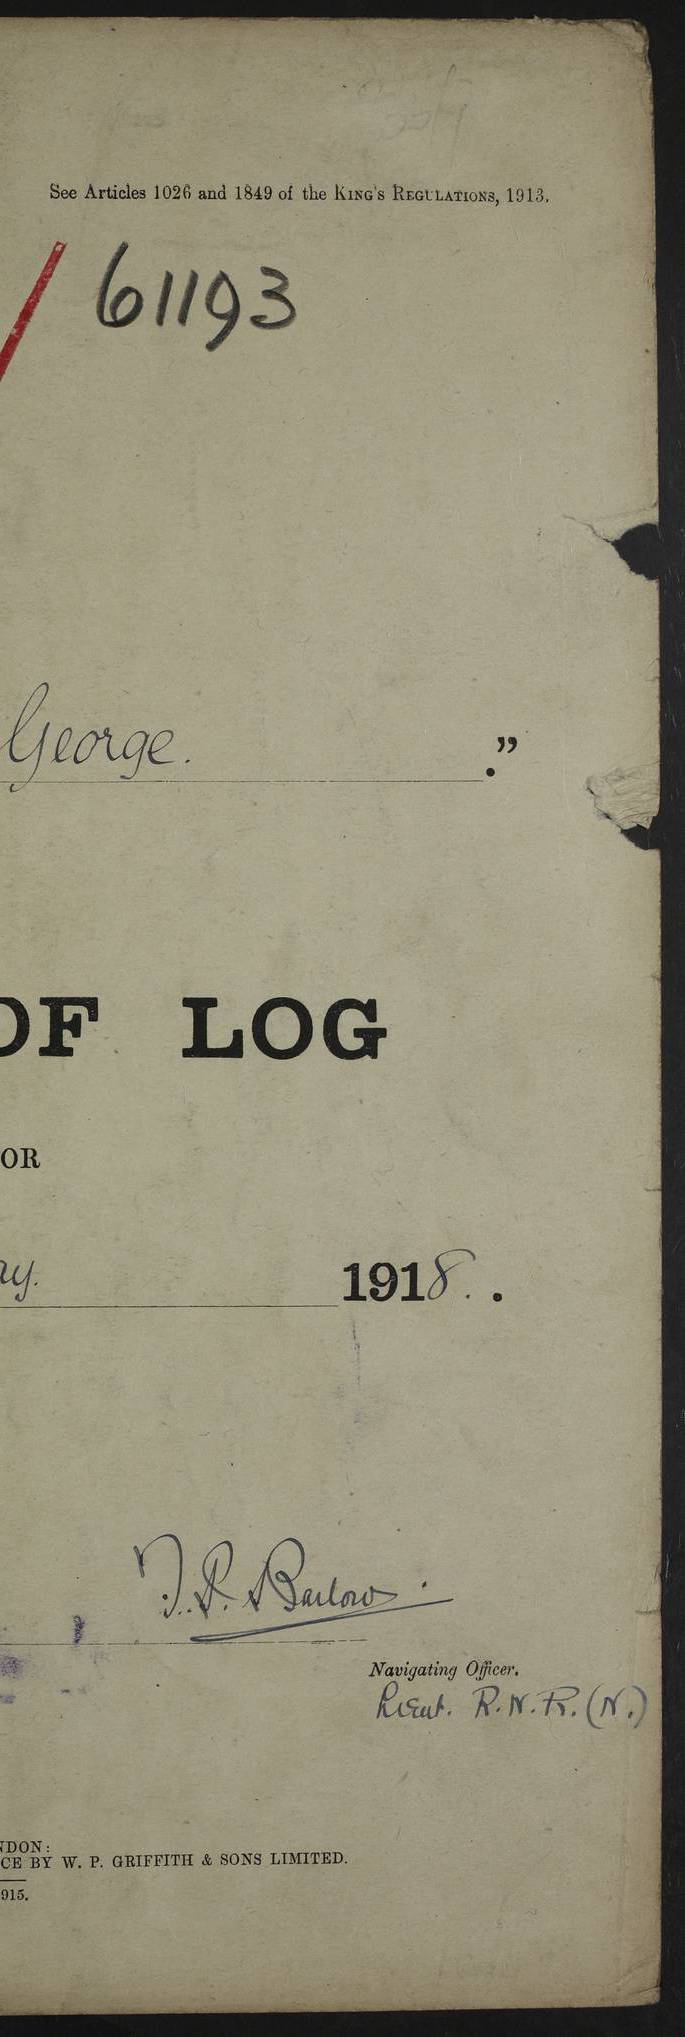 See Articles 1026 and 1849 of the KING'S REGULATIONS, 1913.
/ 61193
George.
."
OF LOG
OR
ay. 1918. .
J. R. Barlow.
Navigating Officer.
Lieut. R.N.R. (N.)
NDON:
CE BY W. P. GRIFFITH & SONS LIMITED.
915.